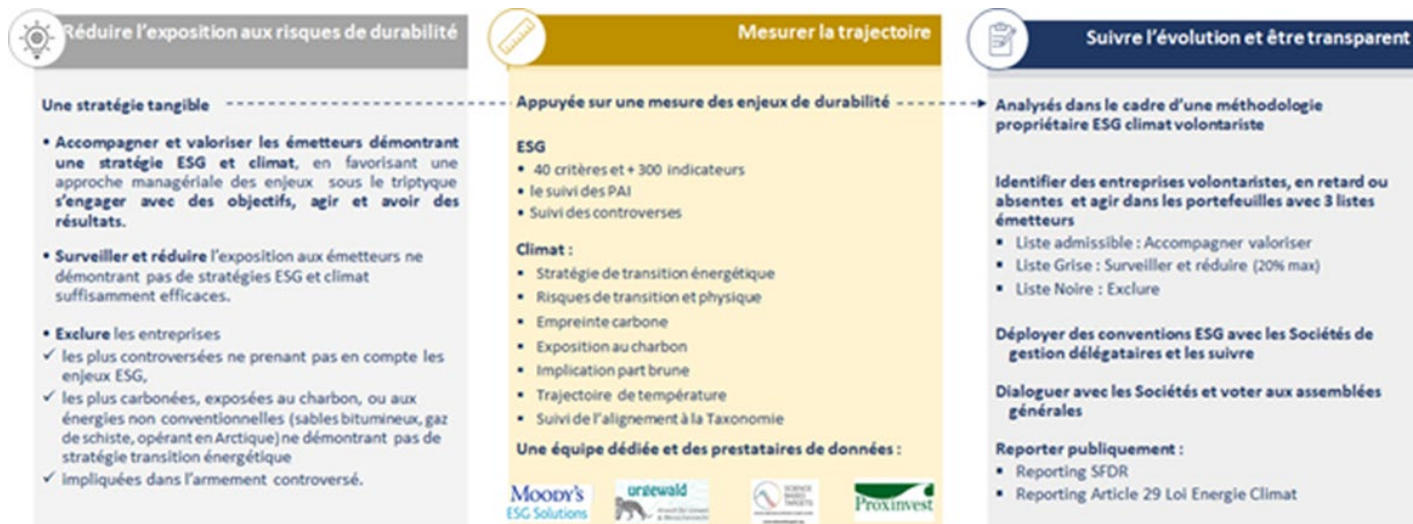 Réduire l'exposition aux risques de durabilité
Une stratégie tangible
▪ Accompagner et valoriser les émetteurs démontrant
une stratégie ESG et climat, en favorisant une
approche managériale des enjeux sous le triptyque
s'engager avec des objectifs, agir et avoir des
résultats.
▪ Surveiller et réduire l'exposition aux émetteurs ne
démontrant pas de stratégies ESG et climat
suffisamment efficaces.
▪ Exclure les entreprises
✓ les plus controversées ne prenant pas en compte les
enjeux ESG,
✓ les plus carbonées, exposées au charbon, ou aux
énergies non conventionnelles (sables bitumineux, gaz
de schiste, opérant en Arctique) ne démontrant pas de
stratégie transition énergétique
✓ impliquées dans l'armement controversé.
Mesurer la trajectoire
Appuyée sur une mesure des enjeux de durabilité
ESG
▪ 40 critères et + 300 indicateurs
▪ le suivi des PAI
▪ Suivi des controverses
Climat :
▪ Stratégie de transition énergétique
▪ Risques de transition et physique
▪ Empreinte carbone
▪ Exposition au charbon
▪ Implication part brune
▪ Trajectoire de température
▪ Suivi de l'alignement à la Taxonomie
Une équipe dédiée et des prestataires de données :
MOODY'S
ESG Solutions
urgewald
SCIENCE
BASED
TARGETS
Proxinvest
Suivre l'évolution et être transparent
Analysés dans le cadre d'une méthodologie
propriétaire ESG climat volontariste
Identifier des entreprises volontaristes, en retard ou
absentes et agir dans les portefeuilles avec 3 listes
émetteurs
▪ Liste admissible : Accompagner valoriser
▪ Liste Grise : Surveiller et réduire (20% max)
▪ Liste Noire : Exclure
Déployer des conventions ESG avec les Sociétés de
gestion délégataires et les suivre
Dialoguer avec les Sociétés et voter aux assemblées
générales
Reporter publiquement :
▪ Reporting SFDR
▪ Reporting Article 29 Loi Energie Climat